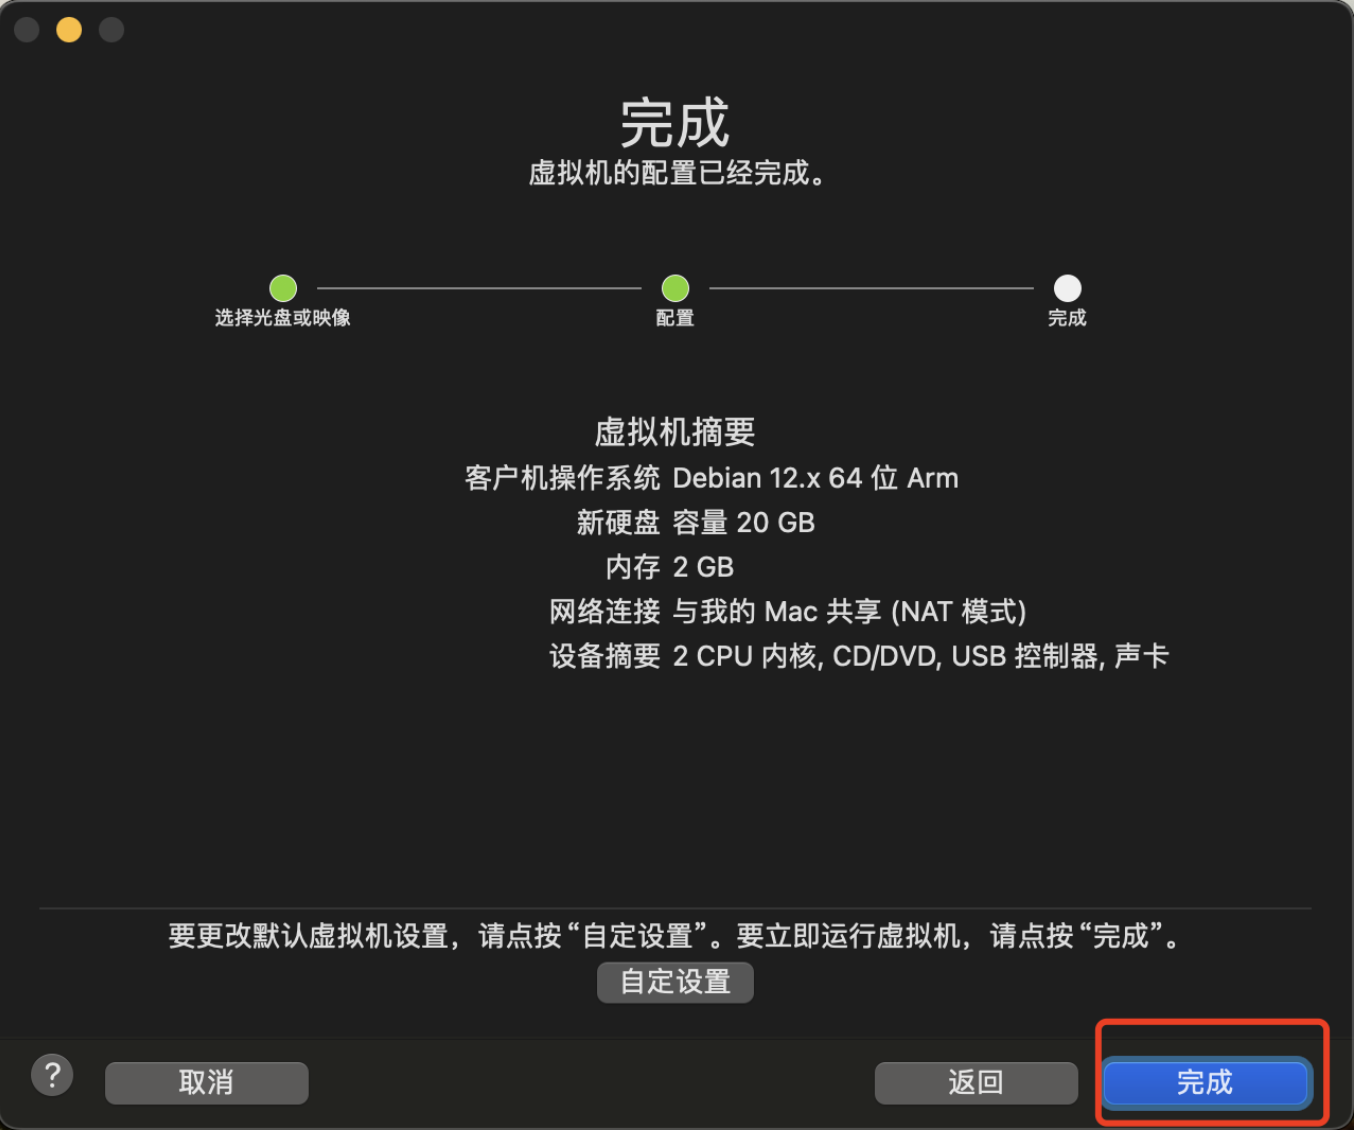 完成
虚拟机的配置已经完成。
选择光盘或映像
配置
完成
虚拟机摘要
客户机操作系统 Debian 12.x 64 位 Arm
新硬盘 容量 20 GB
内存 2 GB
网络连接 与我的 Mac 共享 (NAT 模式)
设备摘要 2 CPU 内核, CD/DVD, USB 控制器, 声卡
要更改默认虚拟机设置，请点按“自定设置”。要立即运行虚拟机，请点按“完成”。
自定设置
? 取消 返回 完成